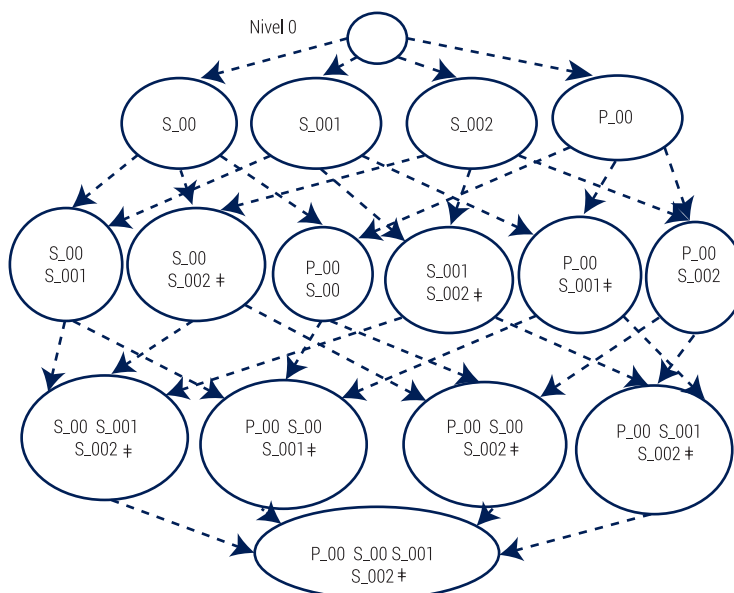 Nivel 0
S_00
S_001
S_002
P_00
S_00
S_001
S_00
S_002 ‡
P_00
S_00
S_001
S_002 ‡
P_00
S_001 ‡
P_00
S_002
S_00 S_001
S_002 ‡
P_00 S_00
S_001 ‡
P_00 S_00
S_002 ‡
P_00 S_001
S_002 ‡
P_00 S_00 S_001
S_002 ‡